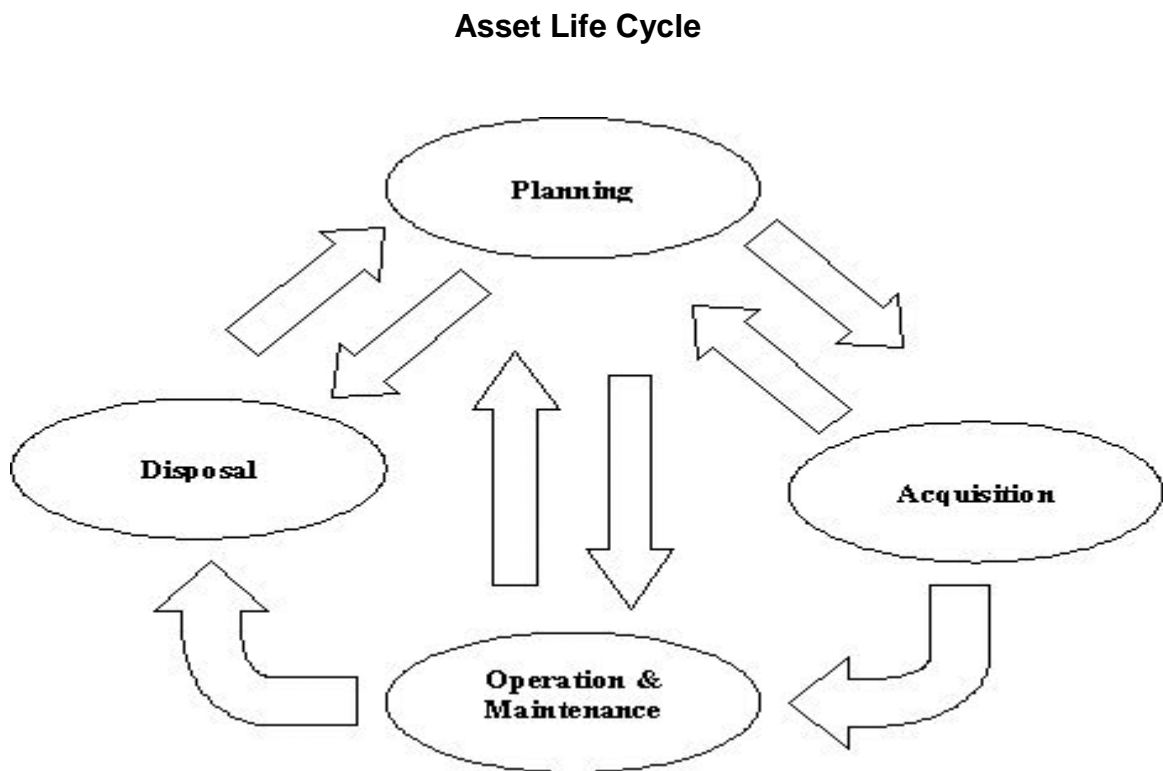 Asset Life Cycle
Planning
Disposal
Acquisition
Operation &
Maintenance